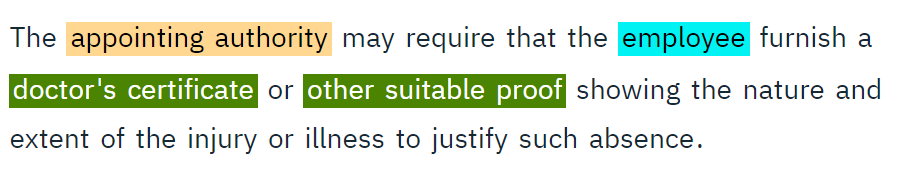 The appointing authority may require that the employee furnish a
doctor's certificate or other suitable proof showing the nature and
extent of the injury or illness to justify such absence.